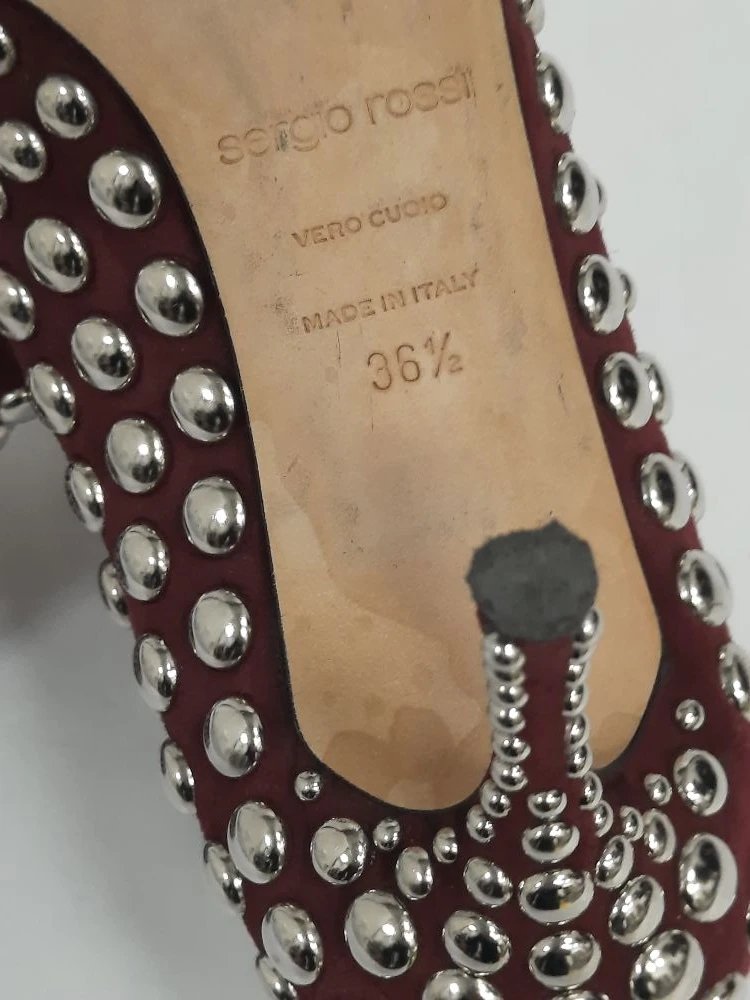 sergio rossi
VERO CUOIO
MADE IN ITALY
36½